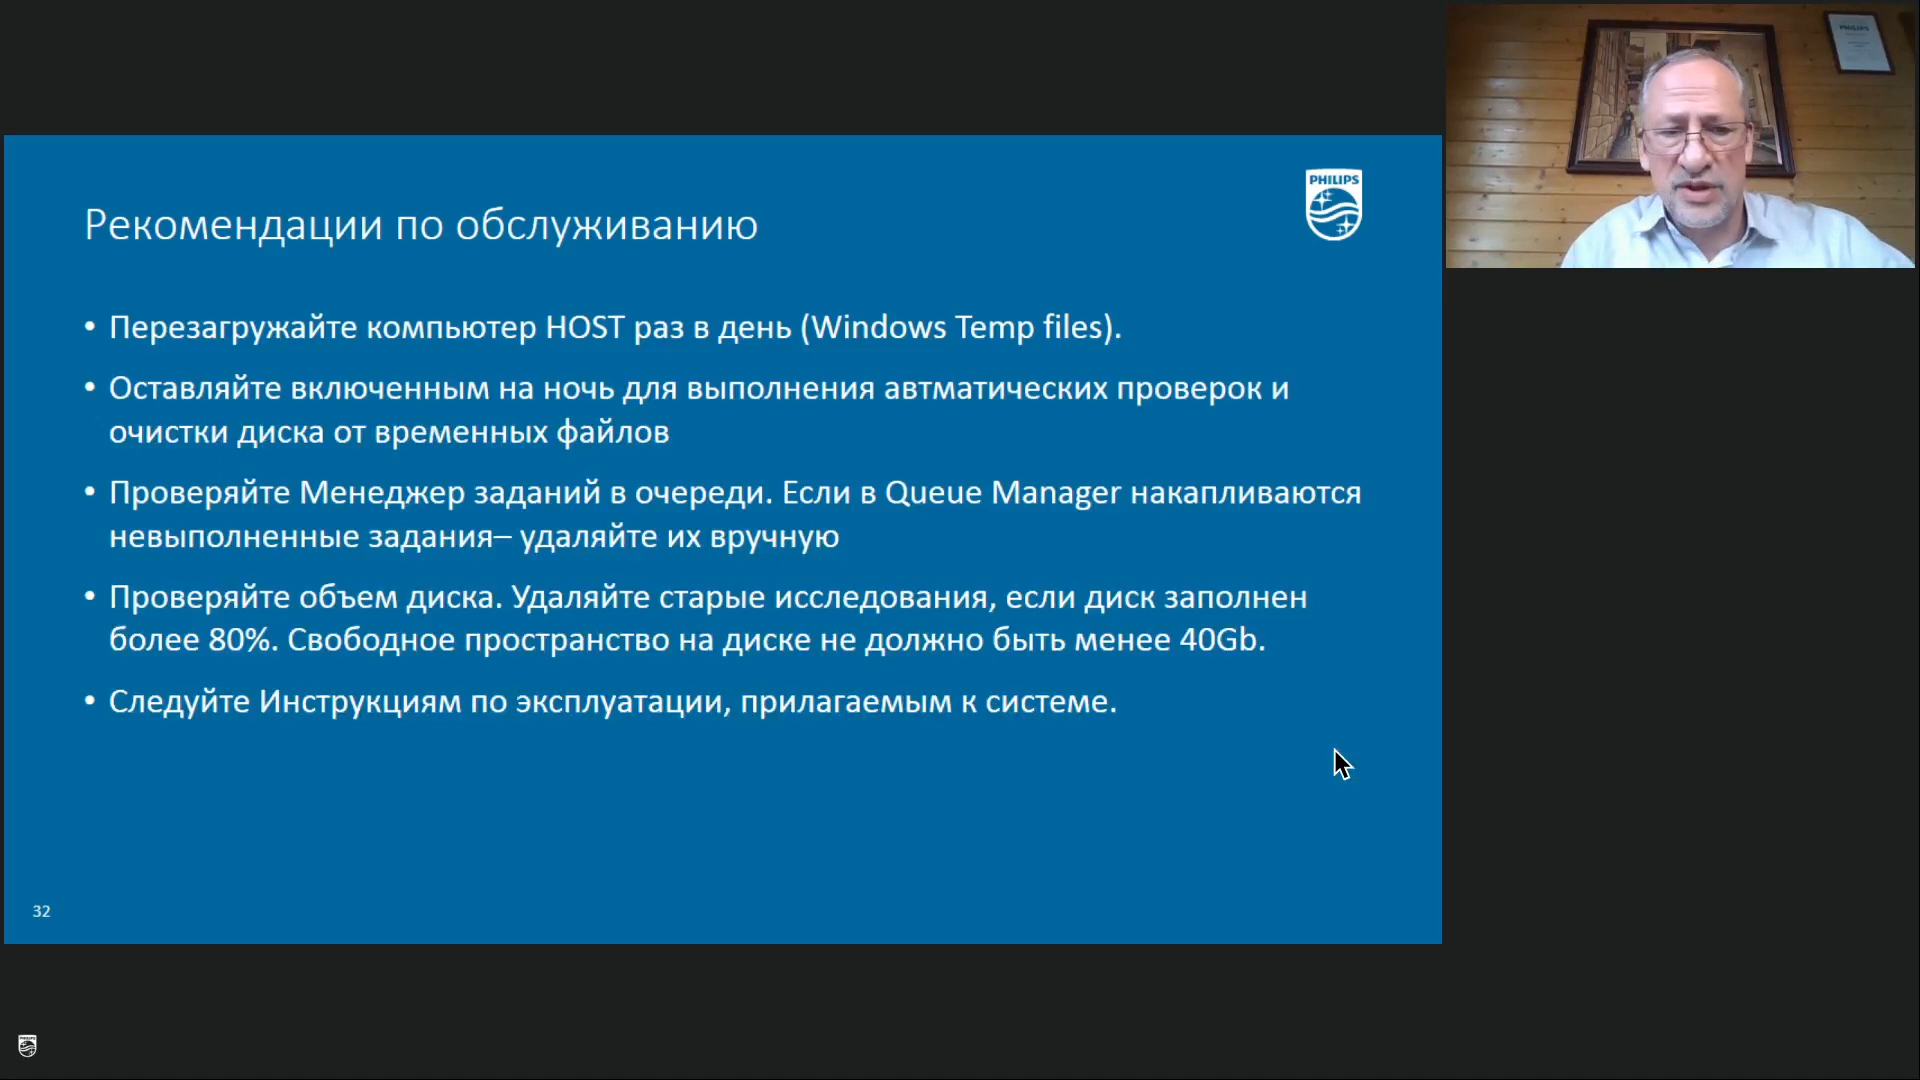 PHILIPS
PHILIPS
Рекомендации по обслуживанию
• Перезагружайте компьютер HOST раз в день (Windows Temp files).
• Оставляйте включенным на ночь для выполнения автматических проверок и
очистки диска от временных файлов
• Проверяйте Менеджер заданий в очереди. Если в Queue Manager накапливаются
невыполненные задания– удаляйте их вручную
• Проверяйте объем диска. Удаляйте старые исследования, если диск заполнен
более 80%. Свободное пространство на диске не должно быть менее 40Gb.
• Следуйте Инструкциям по эксплуатации, прилагаемым к системе.
32